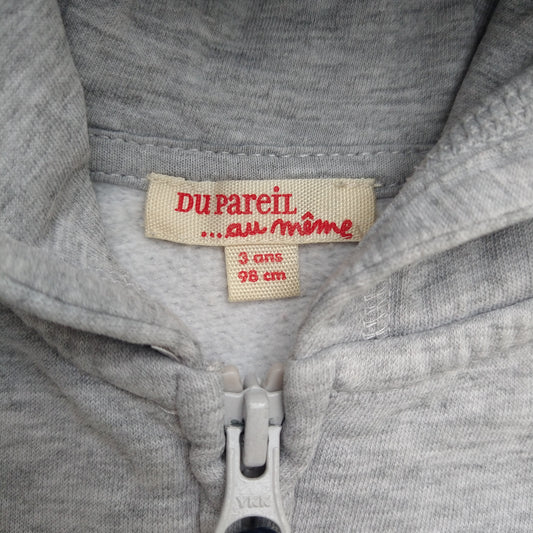 DU PAREIL
...au même
3 ans
98 cm
YKK